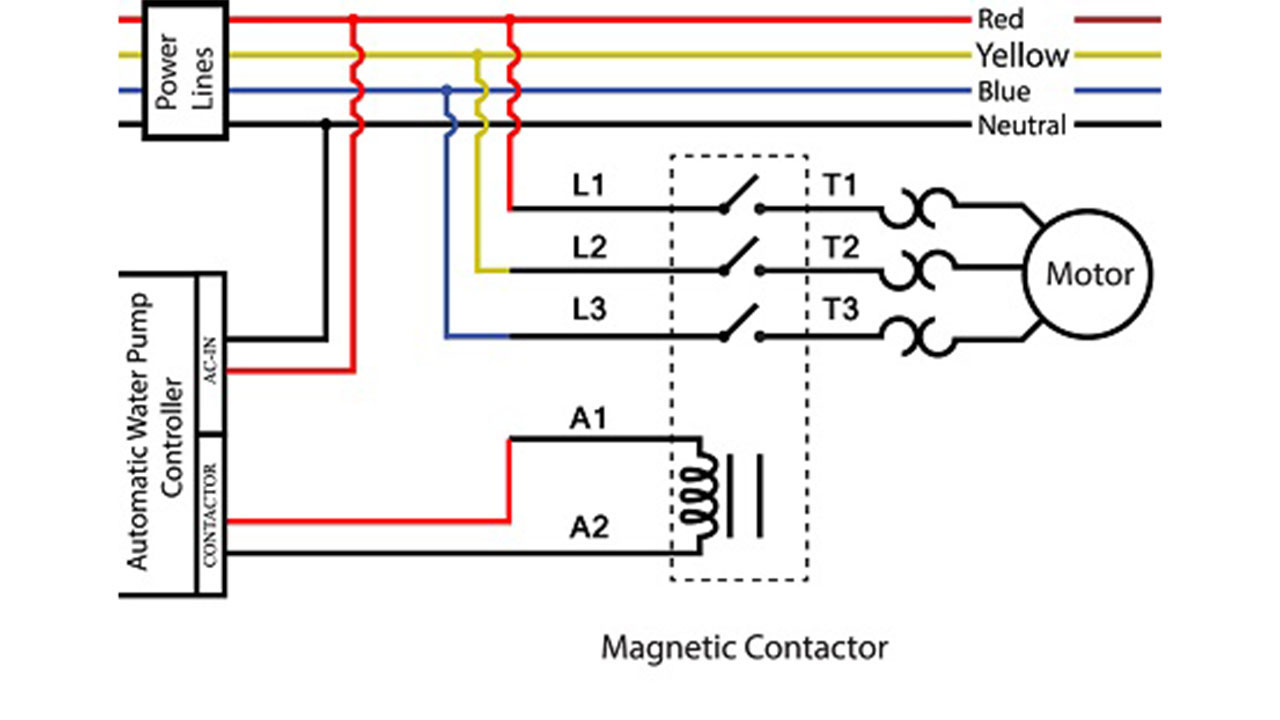 Power
Lines
Red
Yellow
Blue
Neutral
L1
T1
L2
T2
L3
T3
Motor
Automatic Water Pump
Controller
AC-IN
CONTACTOR
A1
A2
Magnetic Contactor